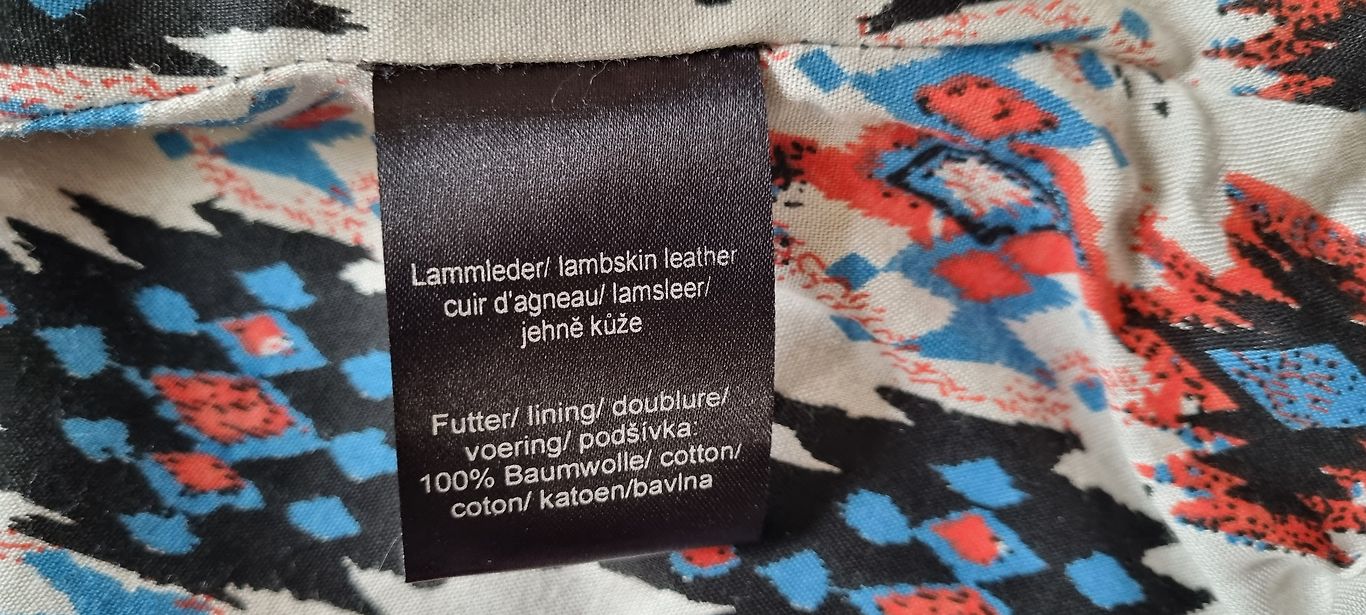 Lammleder/ lambskin leather
cuir d'agneau/ lamsleer/
jehně kůže
Futter/ lining/ doublure/
voering/ podšívka:
100% Baumwolle/ cotton/
coton/ katoen/bavlna